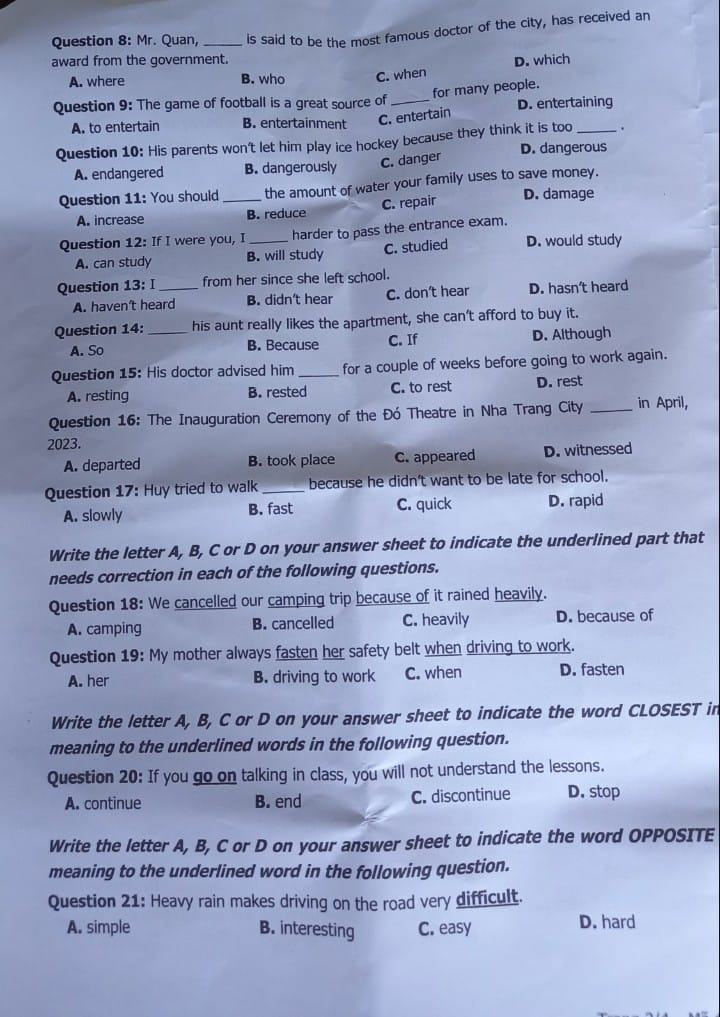 Question 8: Mr. Quan, ______ is said to be the most famous doctor of the city, has received an
award from the government.
A. where B. who C. when D. which
Question 9: The game of football is a great source of ______ for many people.
A. to entertain B. entertainment C. entertain D. entertaining
Question 10: His parents won't let him play ice hockey because they think it is too ______ .
A. endangered B. dangerously C. danger D. dangerous
Question 11: You should ______ the amount of water your family uses to save money.
A. increase B. reduce C. repair D. damage
Question 12: If I were you, I ______ harder to pass the entrance exam.
A. can study B. will study C. studied D. would study
Question 13: I ______ from her since she left school.
A. haven't heard B. didn't hear C. don't hear D. hasn't heard
Question 14: ______ his aunt really likes the apartment, she can't afford to buy it.
A. So B. Because C. If D. Although
Question 15: His doctor advised him ______ for a couple of weeks before going to work again.
A. resting B. rested C. to rest D. rest
Question 16: The Inauguration Ceremony of the Đó Theatre in Nha Trang City ______ in April,
2023.
A. departed B. took place C. appeared D. witnessed
Question 17: Huy tried to walk ______ because he didn't want to be late for school.
A. slowly B. fast C. quick D. rapid
Write the letter A, B, C or D on your answer sheet to indicate the underlined part that
needs correction in each of the following questions.
Question 18: We cancelled our camping trip because of it rained heavily.
A. camping B. cancelled C. heavily D. because of
Question 19: My mother always fasten her safety belt when driving to work.
A. her B. driving to work C. when D. fasten
Write the letter A, B, C or D on your answer sheet to indicate the word CLOSEST in
meaning to the underlined words in the following question.
Question 20: If you go on talking in class, you will not understand the lessons.
A. continue B. end C. discontinue D. stop
Write the letter A, B, C or D on your answer sheet to indicate the word OPPOSITE
meaning to the underlined word in the following question.
Question 21: Heavy rain makes driving on the road very difficult.
A. simple B. interesting C. easy D. hard